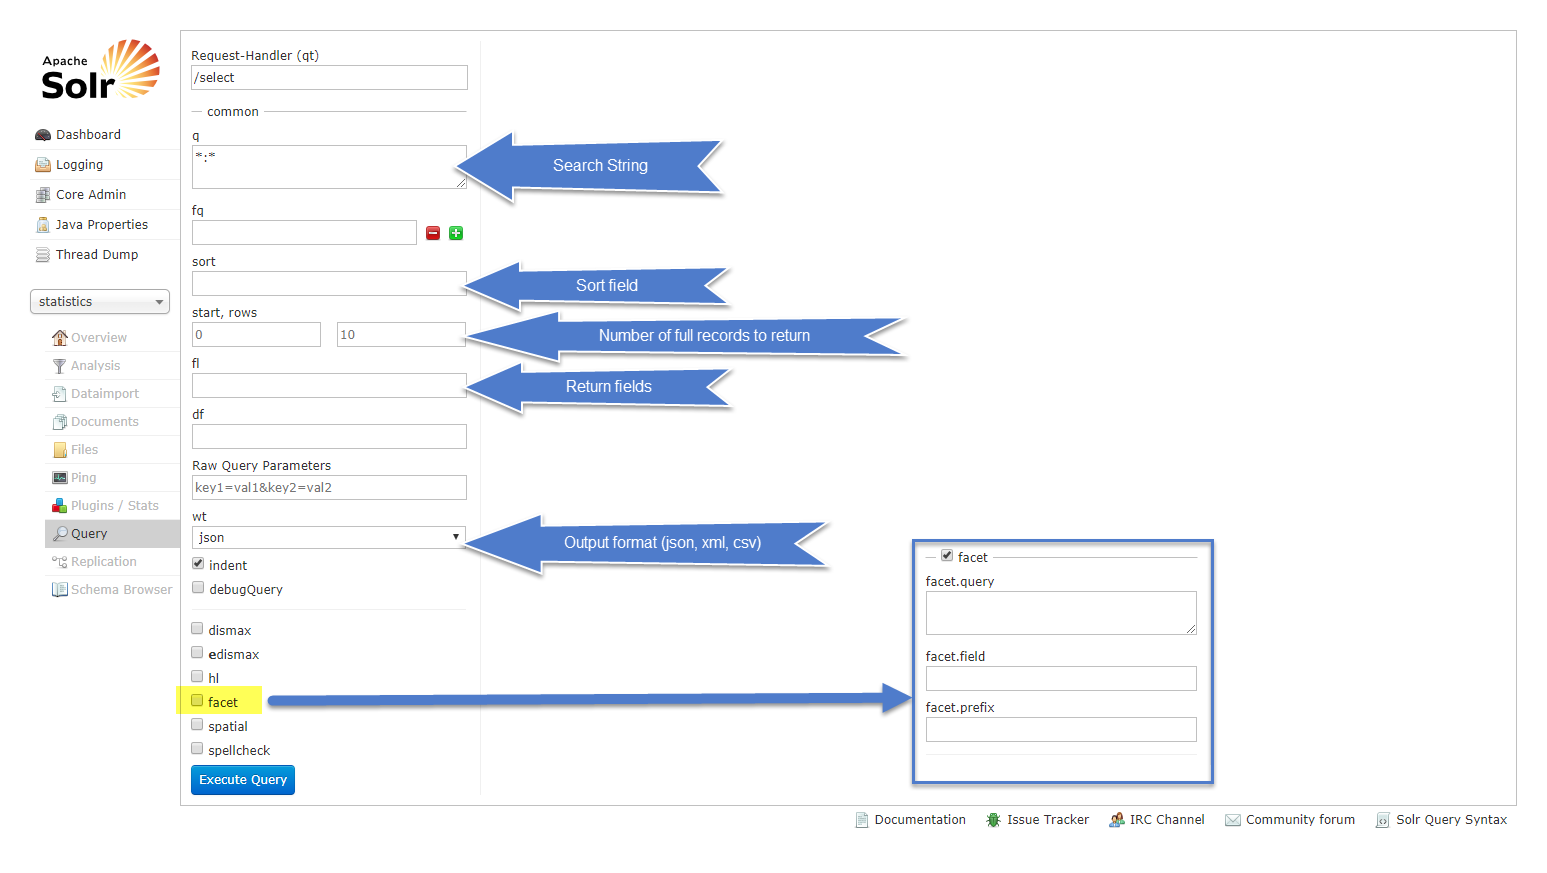 Apache
Solr
Dashboard
Logging
Core Admin
Java Properties
Thread Dump
statistics
Overview
Analysis
Dataimport
Documents
Files
Ping
Plugins / Stats
Query
Replication
Schema Browser
Request-Handler (qt)
/select
common
q
*:*
Search String
fq
sort
Sort field
start, rows
0 10
Number of full records to return
fl
Return fields
df
Raw Query Parameters
key1=val1&key2=val2
wt
json
Output format (json, xml, csv)
indent
debugQuery
dismax
edismax
hl
facet
spatial
spellcheck
Execute Query
facet
facet.query
facet.field
facet.prefix
Documentation Issue Tracker IRC Channel Community forum Solr Query Syntax